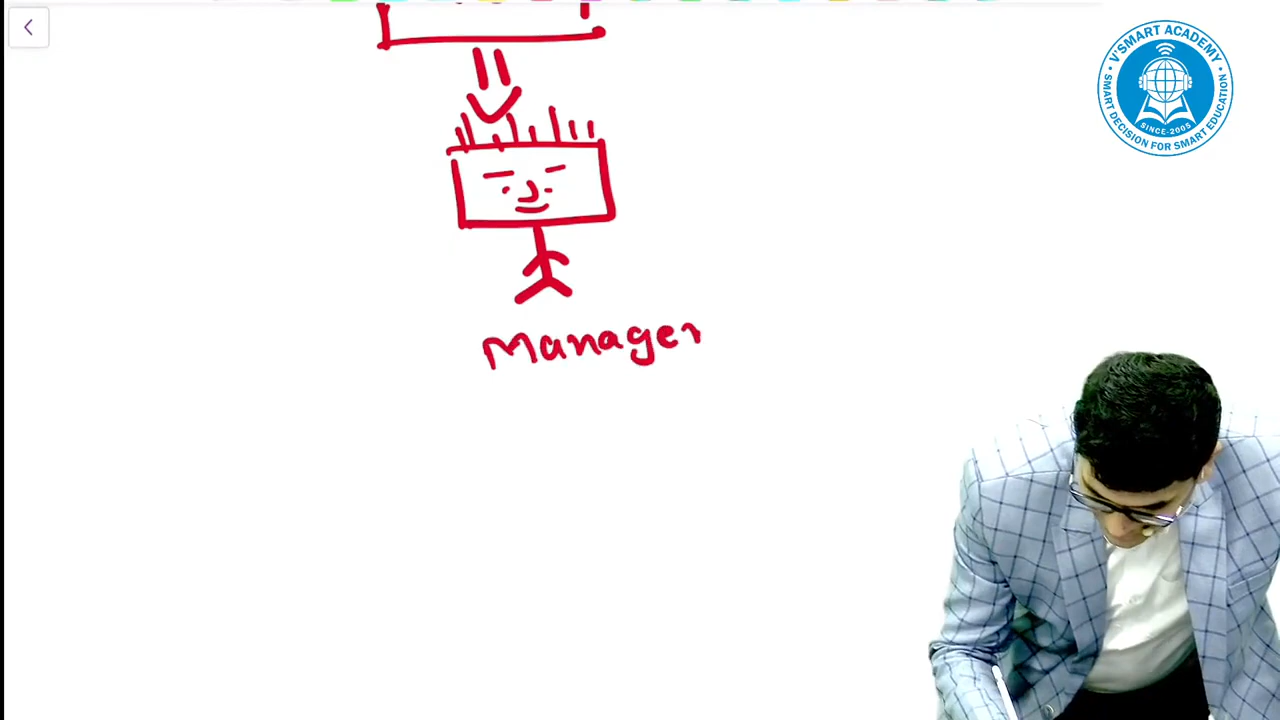 V'SMART ACADEMY
SINCE-2005
SMART DECISION FOR SMART EDUCATION
Manager